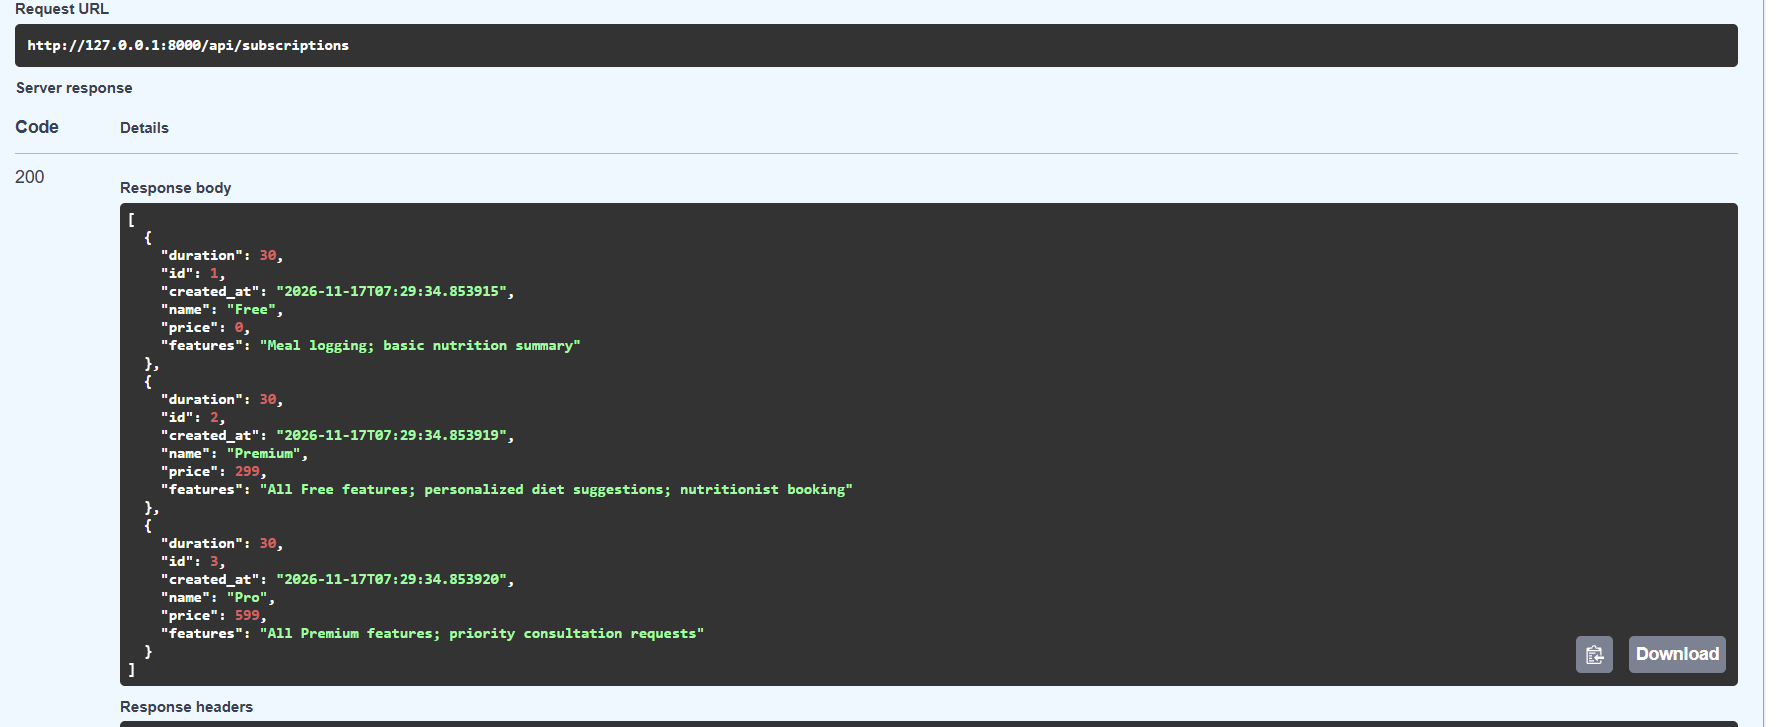 Request URL
http://127.0.0.1:8000/api/subscriptions
Server response
Code Details
200
Response body
[
  {
    "duration": 30,
    "id": 1,
    "created_at": "2026-11-17T07:29:34.853915",
    "name": "Free",
    "price": 0,
    "features": "Meal logging; basic nutrition summary"
  },
  {
    "duration": 30,
    "id": 2,
    "created_at": "2026-11-17T07:29:34.853919",
    "name": "Premium",
    "price": 299,
    "features": "All Free features; personalized diet suggestions; nutritionist booking"
  },
  {
    "duration": 30,
    "id": 3,
    "created_at": "2026-11-17T07:29:34.853920",
    "name": "Pro",
    "price": 599,
    "features": "All Premium features; priority consultation requests"
  }
]
Download
Response headers